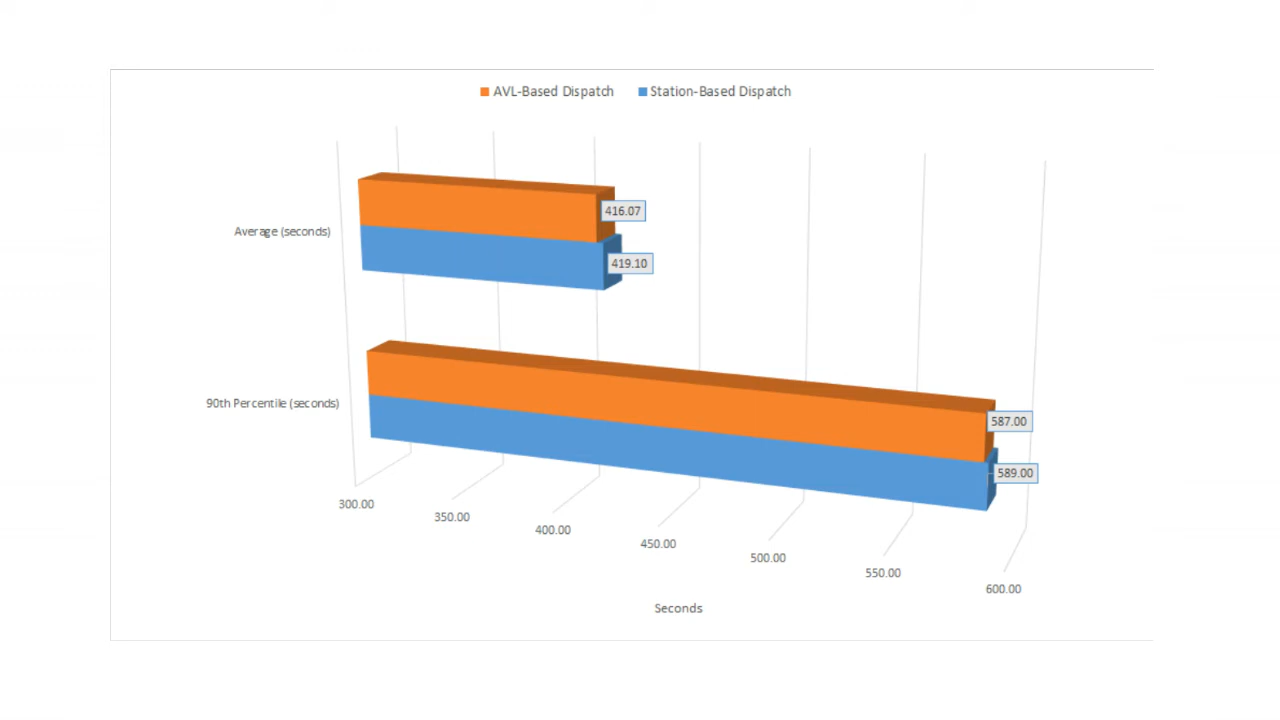 AVL-Based Dispatch Station-Based Dispatch
Average (seconds)
416.07
419.10
90th Percentile (seconds)
587.00
589.00
300.00
350.00
400.00
450.00
500.00
550.00
600.00
Seconds